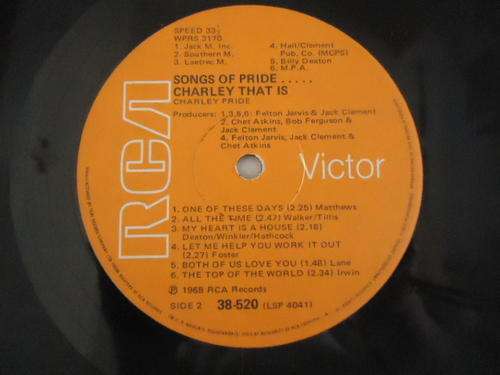 SPEED 33⅓
WPRS 3170
1. Jack M. Inc.
2. Southern M.
3. Laetrec M.
4. Hall/Clement
Pub. Co (MCPS)
5. Billy Deaton
6. M.P.A.
SONGS OF PRIDE.....
CHARLEY THAT IS
CHARLEY PRIDE
Producers: 1,3,5,6: Felton Jarvis & Jack Clement
2. Chet Atkins, Bob Ferguson &
Jack Clement
4. Felton Jarvis, Jack Clement &
Chet Atkins
RCA
Victor
1. ONE OF THESE DAYS (2.25) Matthews
2. ALL THE TIME (2.47) Walker/Tillis
3. MY HEART IS A HOUSE (2.16)
Deaton/Winkler/Hathcock
4. LET ME HELP YOU WORK IT OUT
(2.27) Foster
5. BOTH OF US LOVE YOU (1.48) Lane
6. THE TOP OF THE WORLD (2.34) Irwin
℗ 1968 RCA Records
SIDE 2 38-520 (LSP 4041)